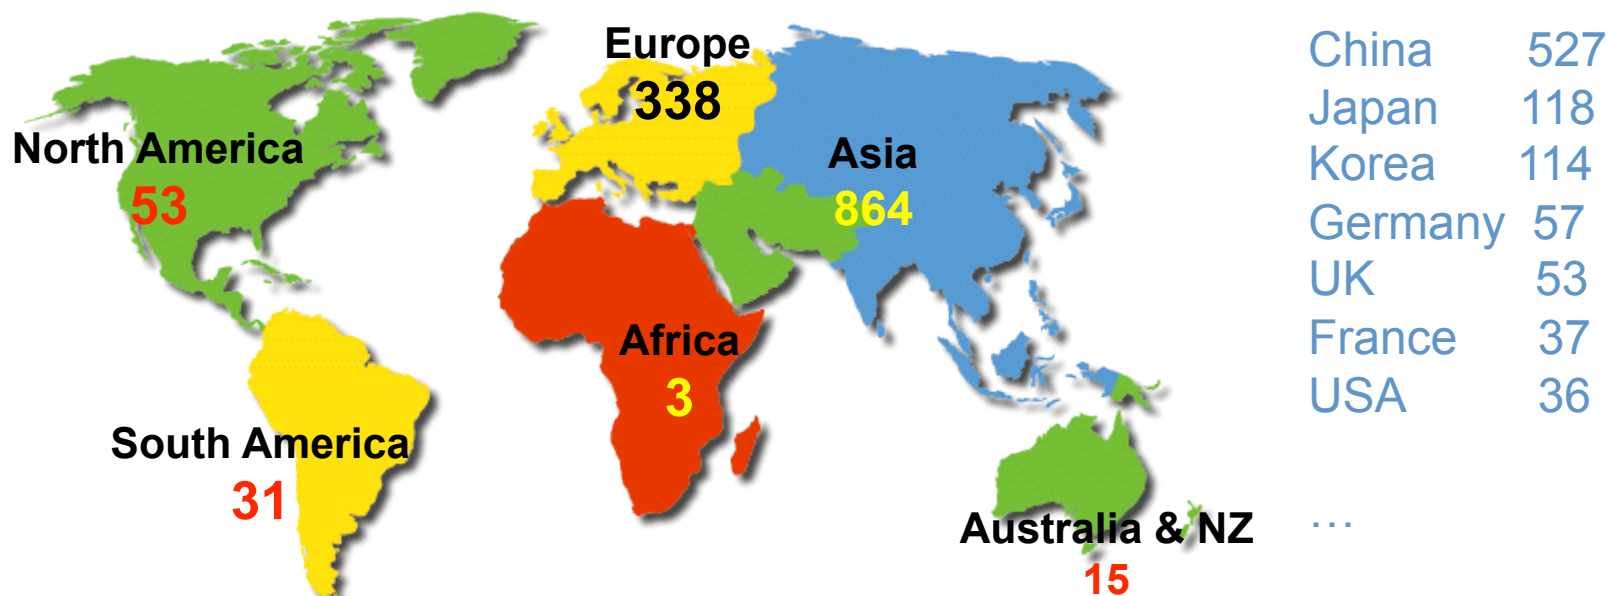 Europe
338
North America
53
Asia
864
Africa
3
South America
31
Australia & NZ
15
China 527
Japan 118
Korea 114
Germany 57
UK 53
France 37
USA 36
…